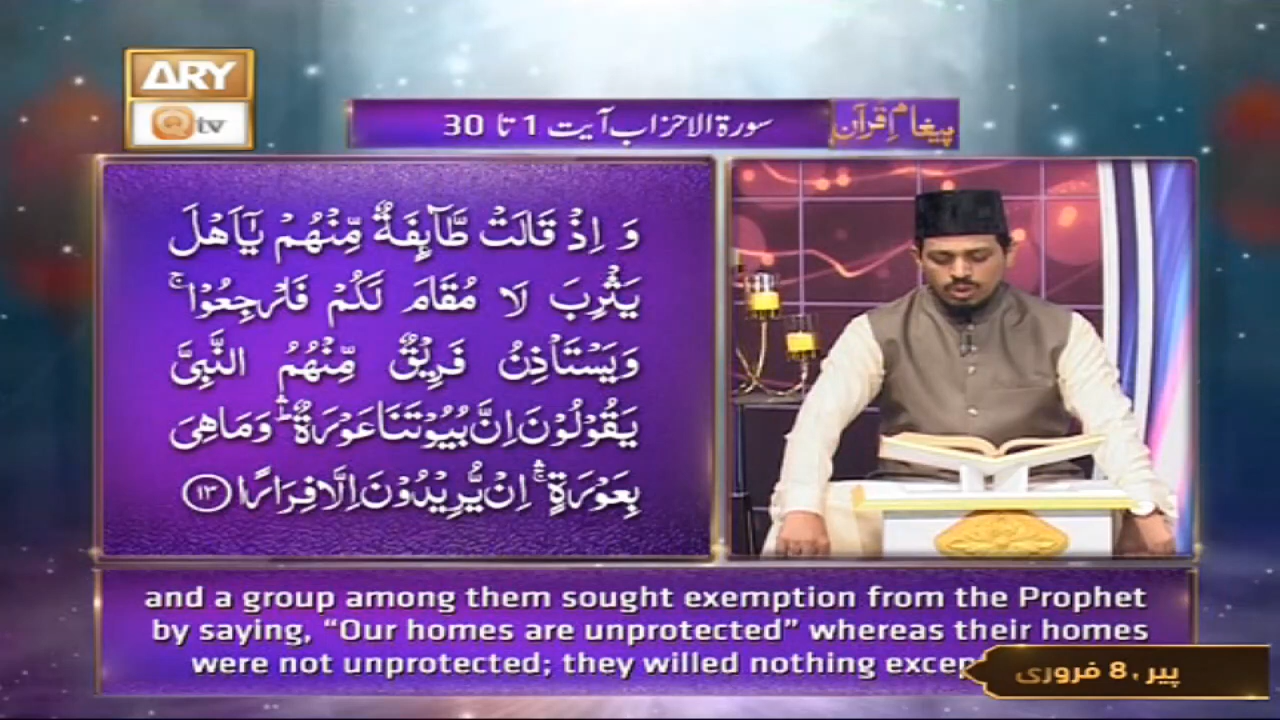 ARY
Qtv
پیغامِ قرآن
سورۃ الاحزاب آیت 1 تا 30
وَ اِذْ قَالَتْ طَّآىِٕفَةٌ مِّنْهُمْ یٰۤاَهْلَ
یَثْرِبَ لَا مُقَامَ لَكُمْ فَارْجِعُوْا ۚ
وَیَسْتَاْذِنُ فَرِیْقٌ مِّنْهُمُ النَّبِیَّ
یَقُوْلُوْنَ اِنَّ بُیُوْتَنَا عَوْرَةٌ ۛؕ وَمَا هِیَ
بِعَوْرَةٍ ۛۚ اِنْ یُّرِیْدُوْنَ اِلَّا فِرَارًا ۱۳
and a group among them sought exemption from the Prophet
by saying, “Our homes are unprotected” whereas their homes
were not unprotected; they willed nothing excep
پیر ، 8 فروری